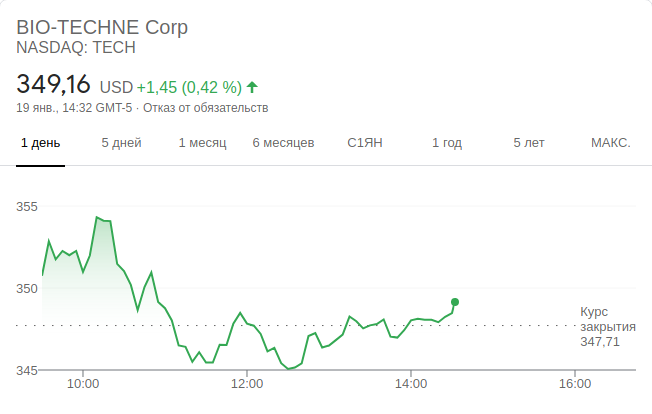 BIO-TECHNE Corp
NASDAQ: TECH
349,16 USD +1,45 (0,42 %)
19 янв., 14:32 GMT-5 · Отказ от обязательств
1 день 5 дней 1 месяц 6 месяцев С1ЯН 1 год 5 лет МАКС.
355
350
Курс
закрытия
347,71
345
10:00 12:00 14:00 16:00